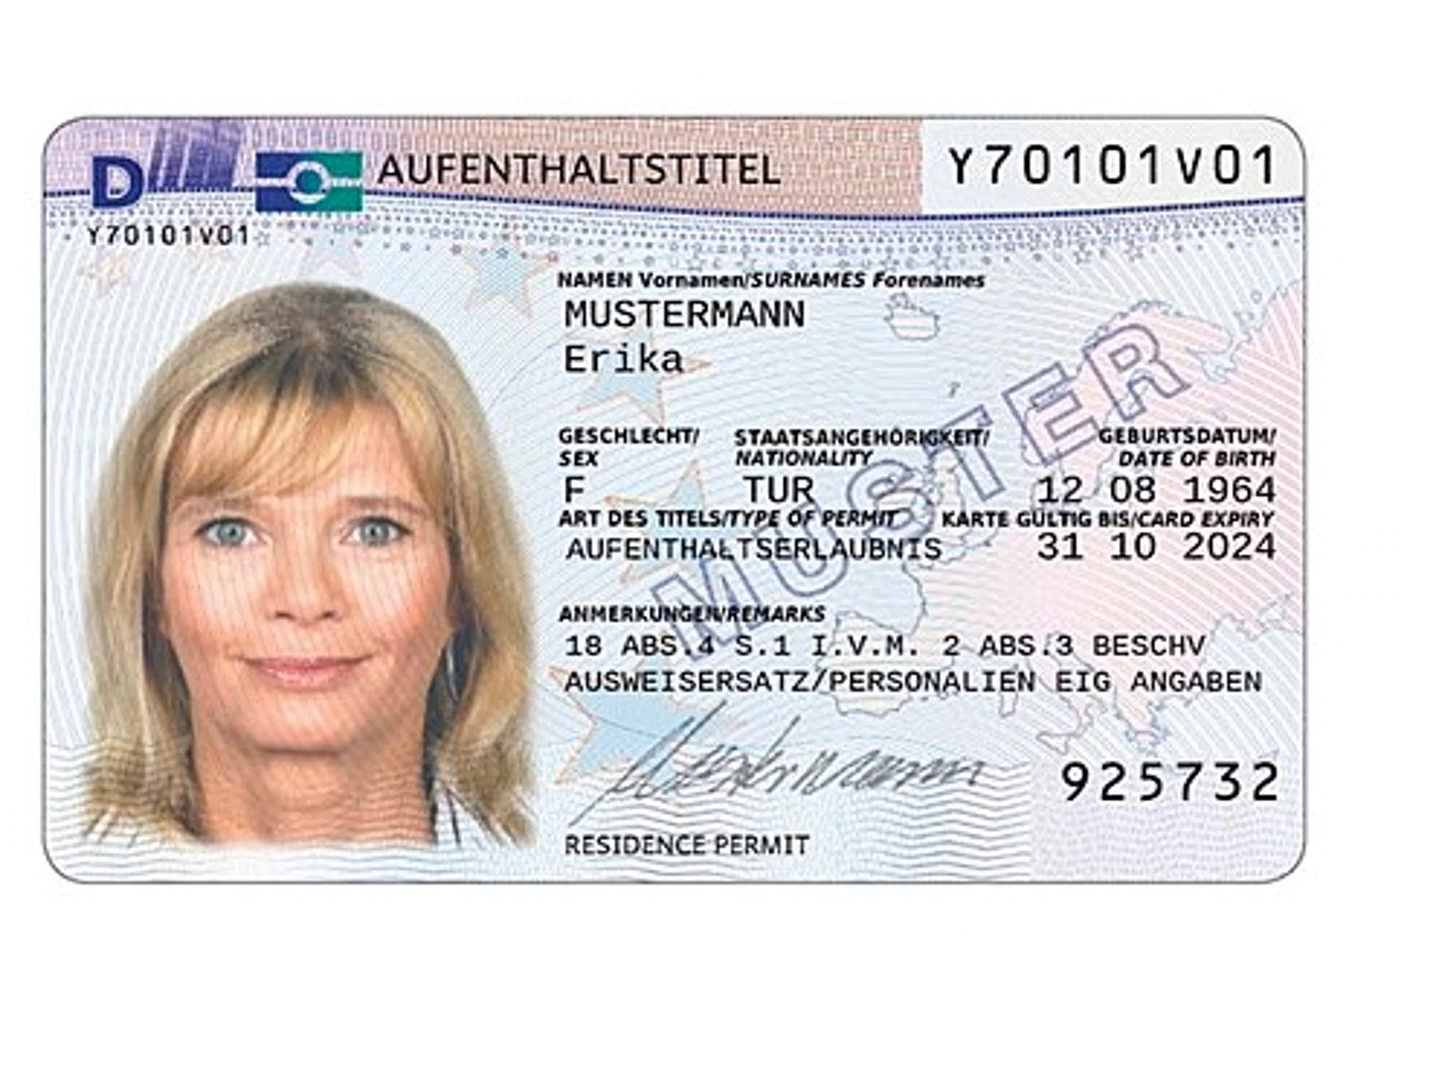 D AUFENTHALTSTITEL Y70101V01
Y70101V01
NAMEN Vornamen/SURNAMES Forenames
MUSTERMANN
Erika
GESCHLECHT/ STAATSANGEHÖRIGKEIT/ GEBURTSDATUM/
SEX NATIONALITY DATE OF BIRTH
F TUR 12 08 1964
ART DES TITELS/TYPE OF PERMIT KARTE GÜLTIG BIS/CARD EXPIRY
AUFENTHALTSERLAUBNIS 31 10 2024
ANMERKUNGEN/REMARKS
18 ABS.4 S.1 I.V.M. 2 ABS.3 BESCHV
AUSWEISERSATZ/PERSONALIEN EIG ANGABEN
Mustermann
925732
RESIDENCE PERMIT
MUSTER